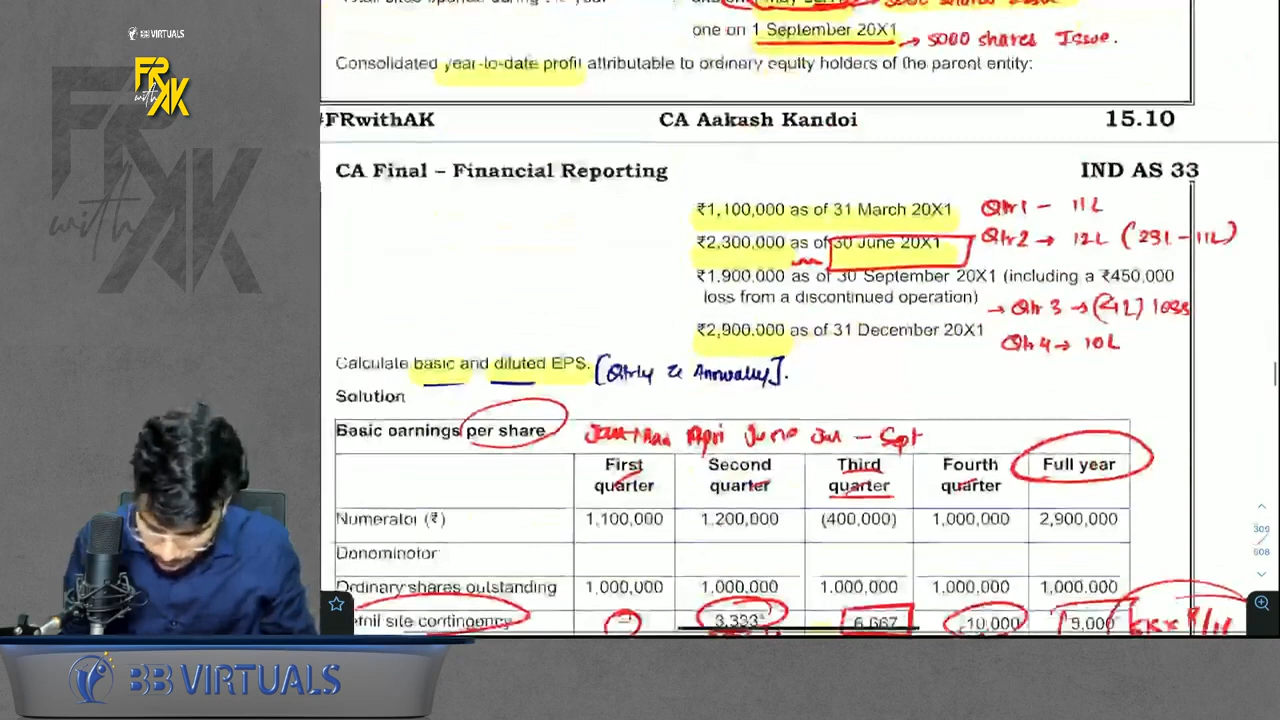 BB VIRTUALS
FR
with
AK
one on 1 September 20X1 → 5000 shares Issue.
Consolidated year-to-date profit attributable to ordinary equity holders of the parent entity:
#FRwithAK CA Aakash Kandoi 15.10
CA Final – Financial Reporting IND AS 33
₹1,100,000 as of 31 March 20X1 Qtr1 - 11L
₹2,300,000 as of 30 June 20X1 Qtr2 → 12L (23L - 11L)
₹1,900,000 as of 30 September 20X1 (including a ₹450,000
loss from a discontinued operation) → Qtr 3 → (4L) loss
₹2,900,000 as of 31 December 20X1 Qtr 4 → 10L
Calculate basic and diluted EPS. [Qtrly & Annually].
Solution
Basic earnings per share
First quarter Second quarter Third quarter Fourth quarter Full year
Numerator (₹) 1,100,000 1,200,000 (400,000) 1,000,000 2,900,000
Denominator
Ordinary shares outstanding 1,000,000 1,000,000 1,000,000 1,000,000 1,000,000
site contingency 3,333 6,667 10,000
309
608
BB VIRTUALS